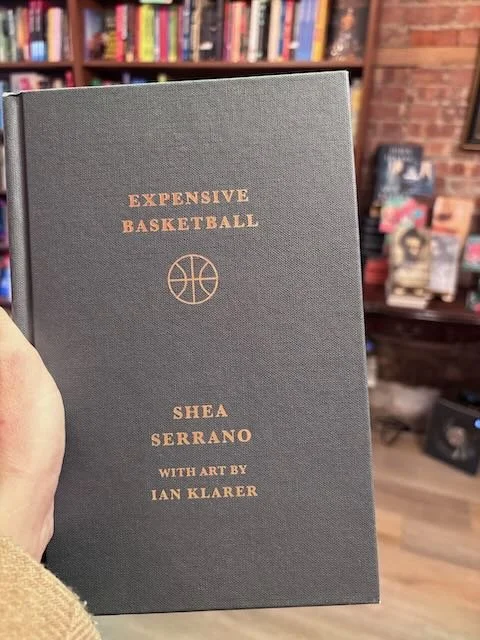 EXPENSIVE
BASKETBALL
SHEA
SERRANO
WITH ART BY
IAN KLARER